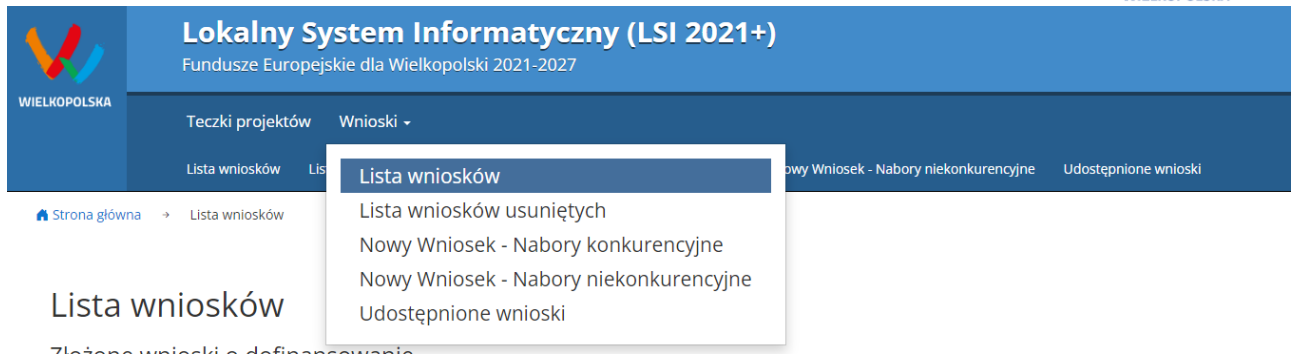 Lokalny System Informatyczny (LSI 2021+)
Fundusze Europejskie dla Wielkopolski 2021-2027
WIELKOPOLSKA
Teczki projektów Wnioski
Lista wniosków Nabory niekonkurencyjne Udostępnione wnioski
Lista wniosków
Lista wniosków usuniętych
Nowy Wniosek - Nabory konkurencyjne
Nowy Wniosek - Nabory niekonkurencyjne
Udostępnione wnioski
Strona główna → Lista wniosków
Lista wniosków